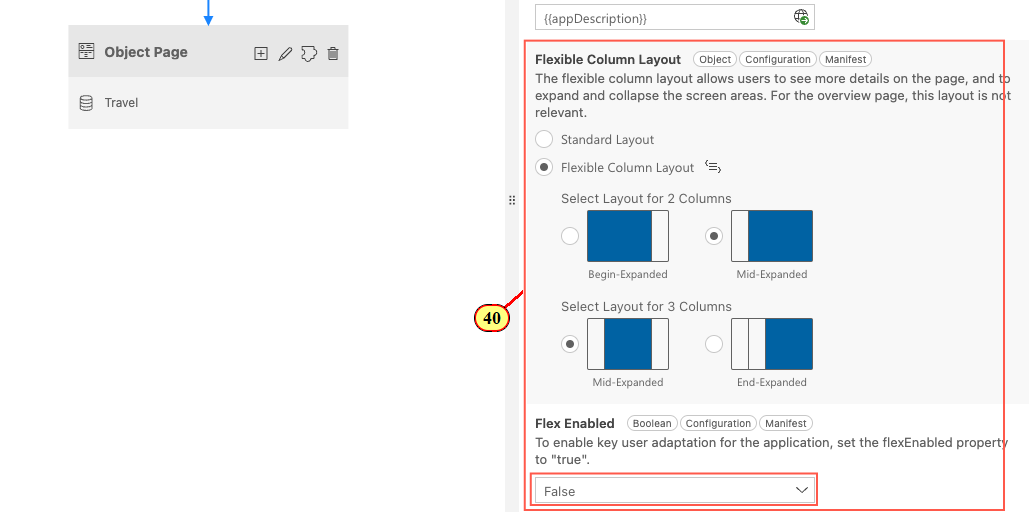 Object Page
Travel
{{appDescription}}
Flexible Column Layout Object Configuration Manifest
The flexible column layout allows users to see more details on the page, and to
expand and collapse the screen areas. For the overview page, this layout is not
relevant.
Standard Layout
Flexible Column Layout
Select Layout for 2 Columns
Begin-Expanded Mid-Expanded
40
Select Layout for 3 Columns
Mid-Expanded End-Expanded
Flex Enabled Boolean Configuration Manifest
To enable key user adaptation for the application, set the flexEnabled property
to "true".
False